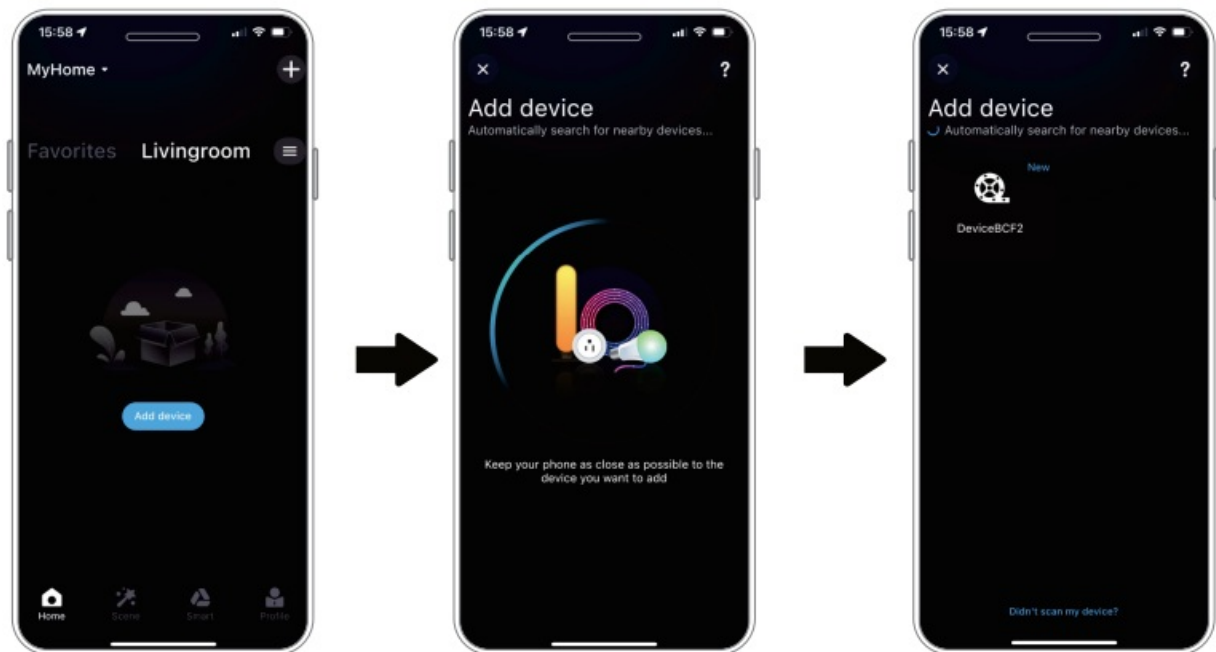 15:58
MyHome
Favorites Livingroom
Add device
Home Scene Smart Profile
15:58
?
Add device
Automatically search for nearby devices...
Keep your phone as close as possible to the
device you want to add
15:58
?
Add device
Automatically search for nearby devices...
New
DeviceBCF2
Didn't scan my device?